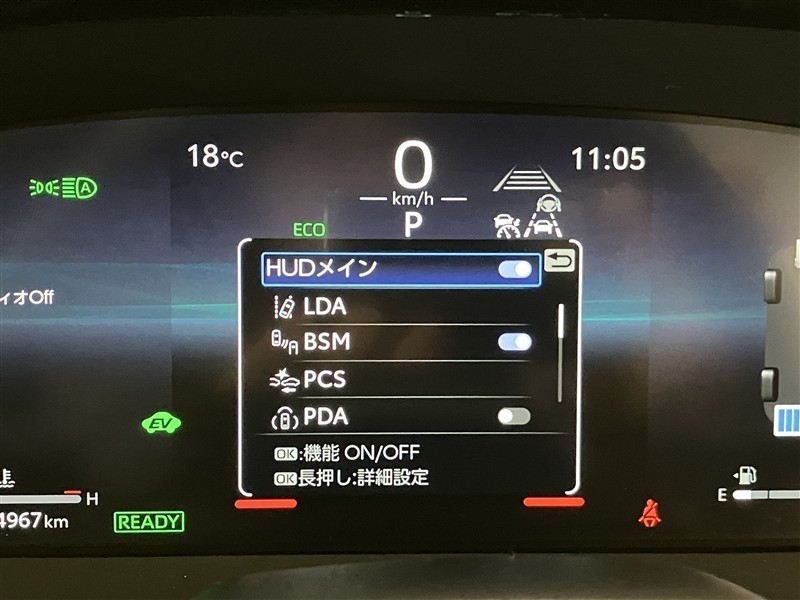 18℃
0
11:05
km/h
A
P
ECO
HUDメイン
ィオOff
LDA
BSM
PCS
EV
PDA
OK:機能 ON/OFF
OK長押し:詳細設定
H
E
4967km
READY